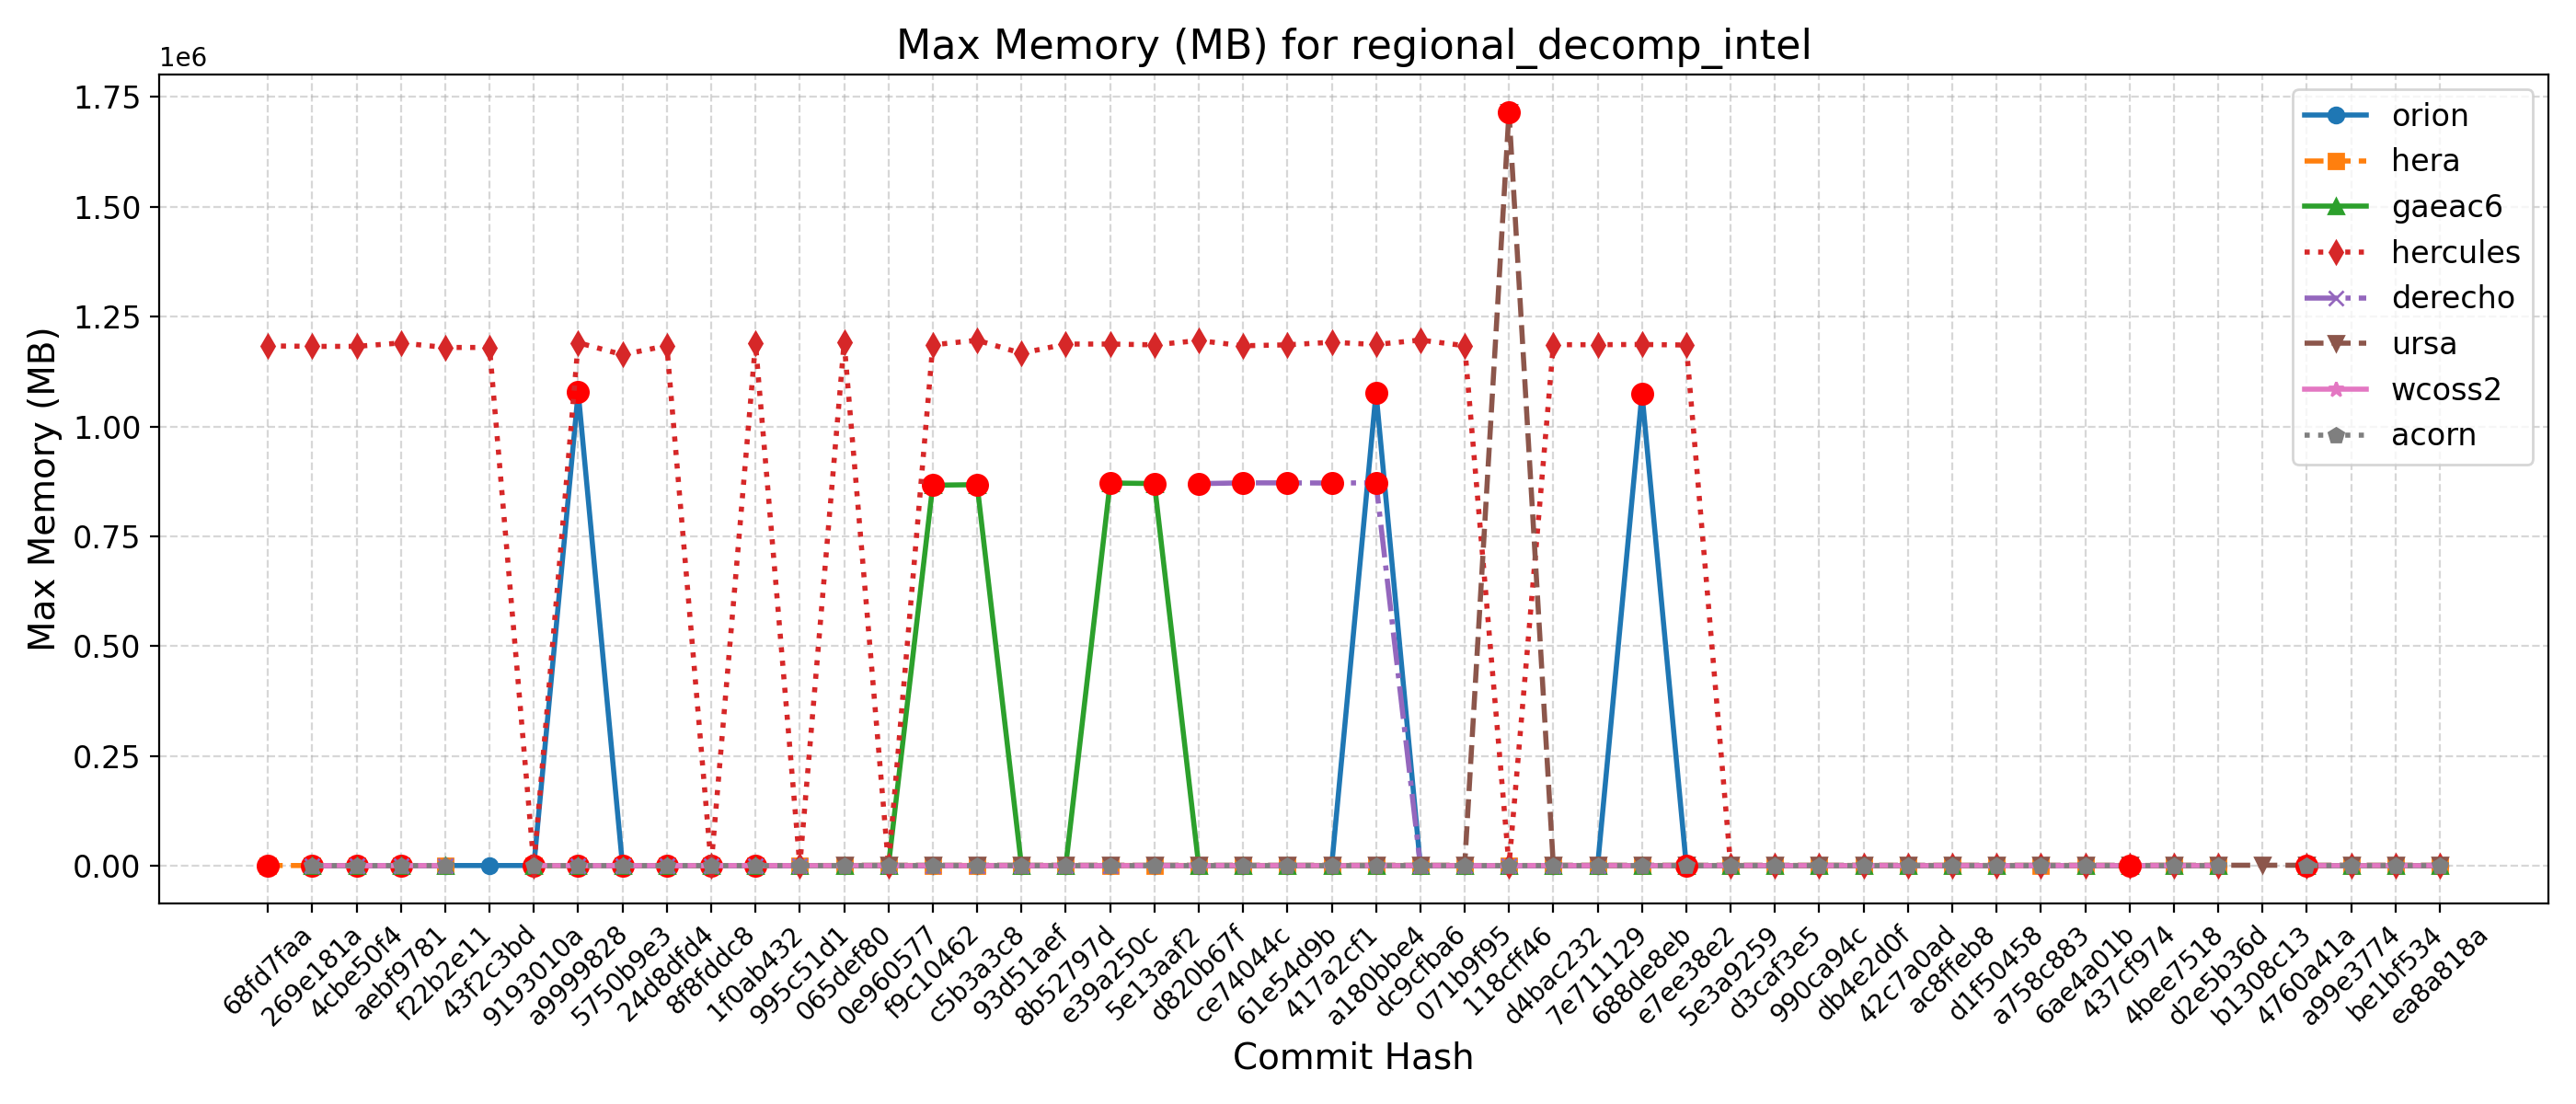 Max Memory (MB) for regional_decomp_intel
1e6
1.75
1.50
1.25
1.00
0.75
0.50
0.25
0.00
Max Memory (MB)
orion
hera
gaeac6
hercules
derecho
ursa
wcoss2
acorn
68fd7faa
269e181a
4cbe50f4
aebf9781
f22b2e11
43f2c3bd
9193010a
a9999828
5750b9e3
24d8dfd4
8f8fddc8
1f0ab432
995c51d1
065def80
0e960577
f9c10462
c5b3a3c8
93d51aef
8b52797d
e39a250c
5e13aaf2
d820b67f
ce74044c
61e54d9b
417a2cf1
a180bbe4
dc9cfba6
071b9f95
118cff46
d4bac232
7e711129
688de8eb
e7ee38e2
5e3a9259
d3caf3e5
990ca94c
db4e2d0f
42c7a0ad
ac8ffeb8
d1f50458
a758c883
6ae4a01b
437cf974
4bee7518
d2e5b36d
b1308c13
4760a41a
a99e3774
be1bf534
ea8a818a
Commit Hash